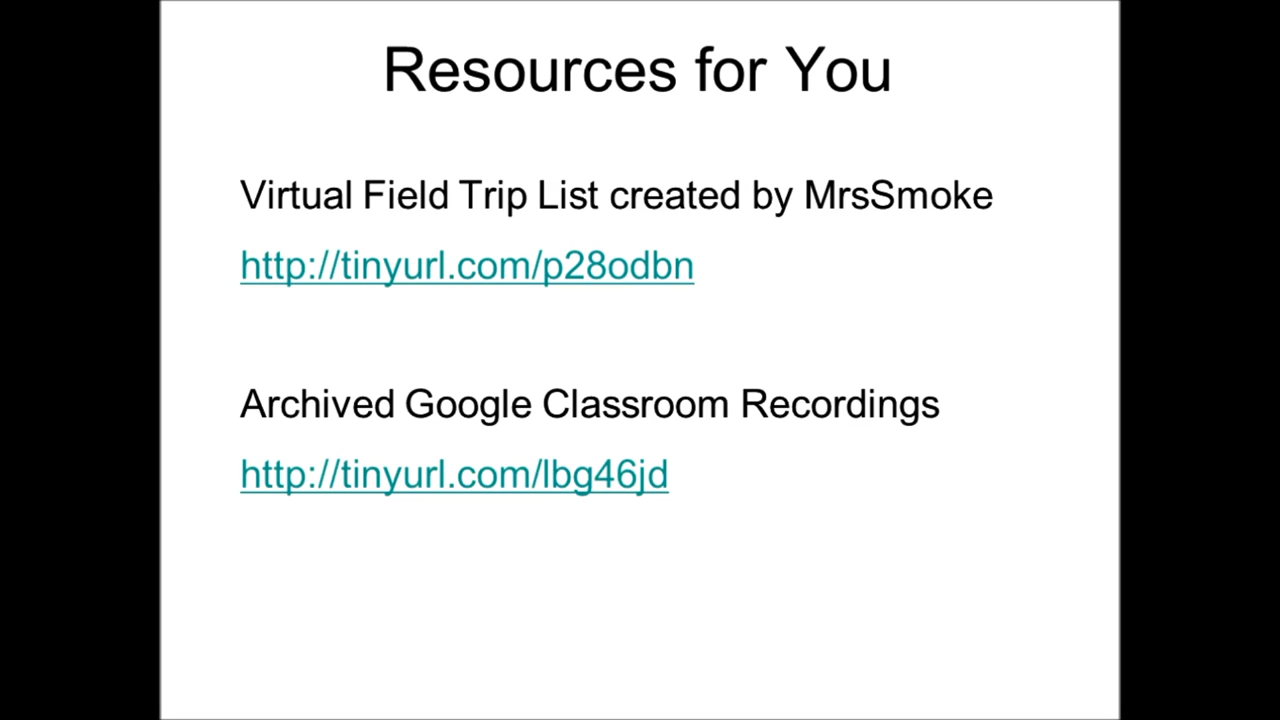 Resources for You
Virtual Field Trip List created by MrsSmoke
http://tinyurl.com/p28odbn
Archived Google Classroom Recordings
http://tinyurl.com/lbg46jd